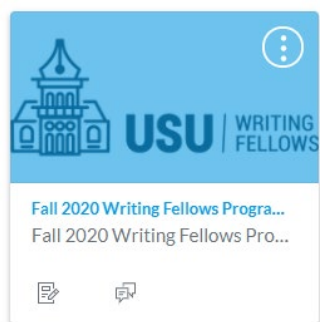 USU | WRITING
FELLOWS
Fall 2020 Writing Fellows Progra...
Fall 2020 Writing Fellows Pro...